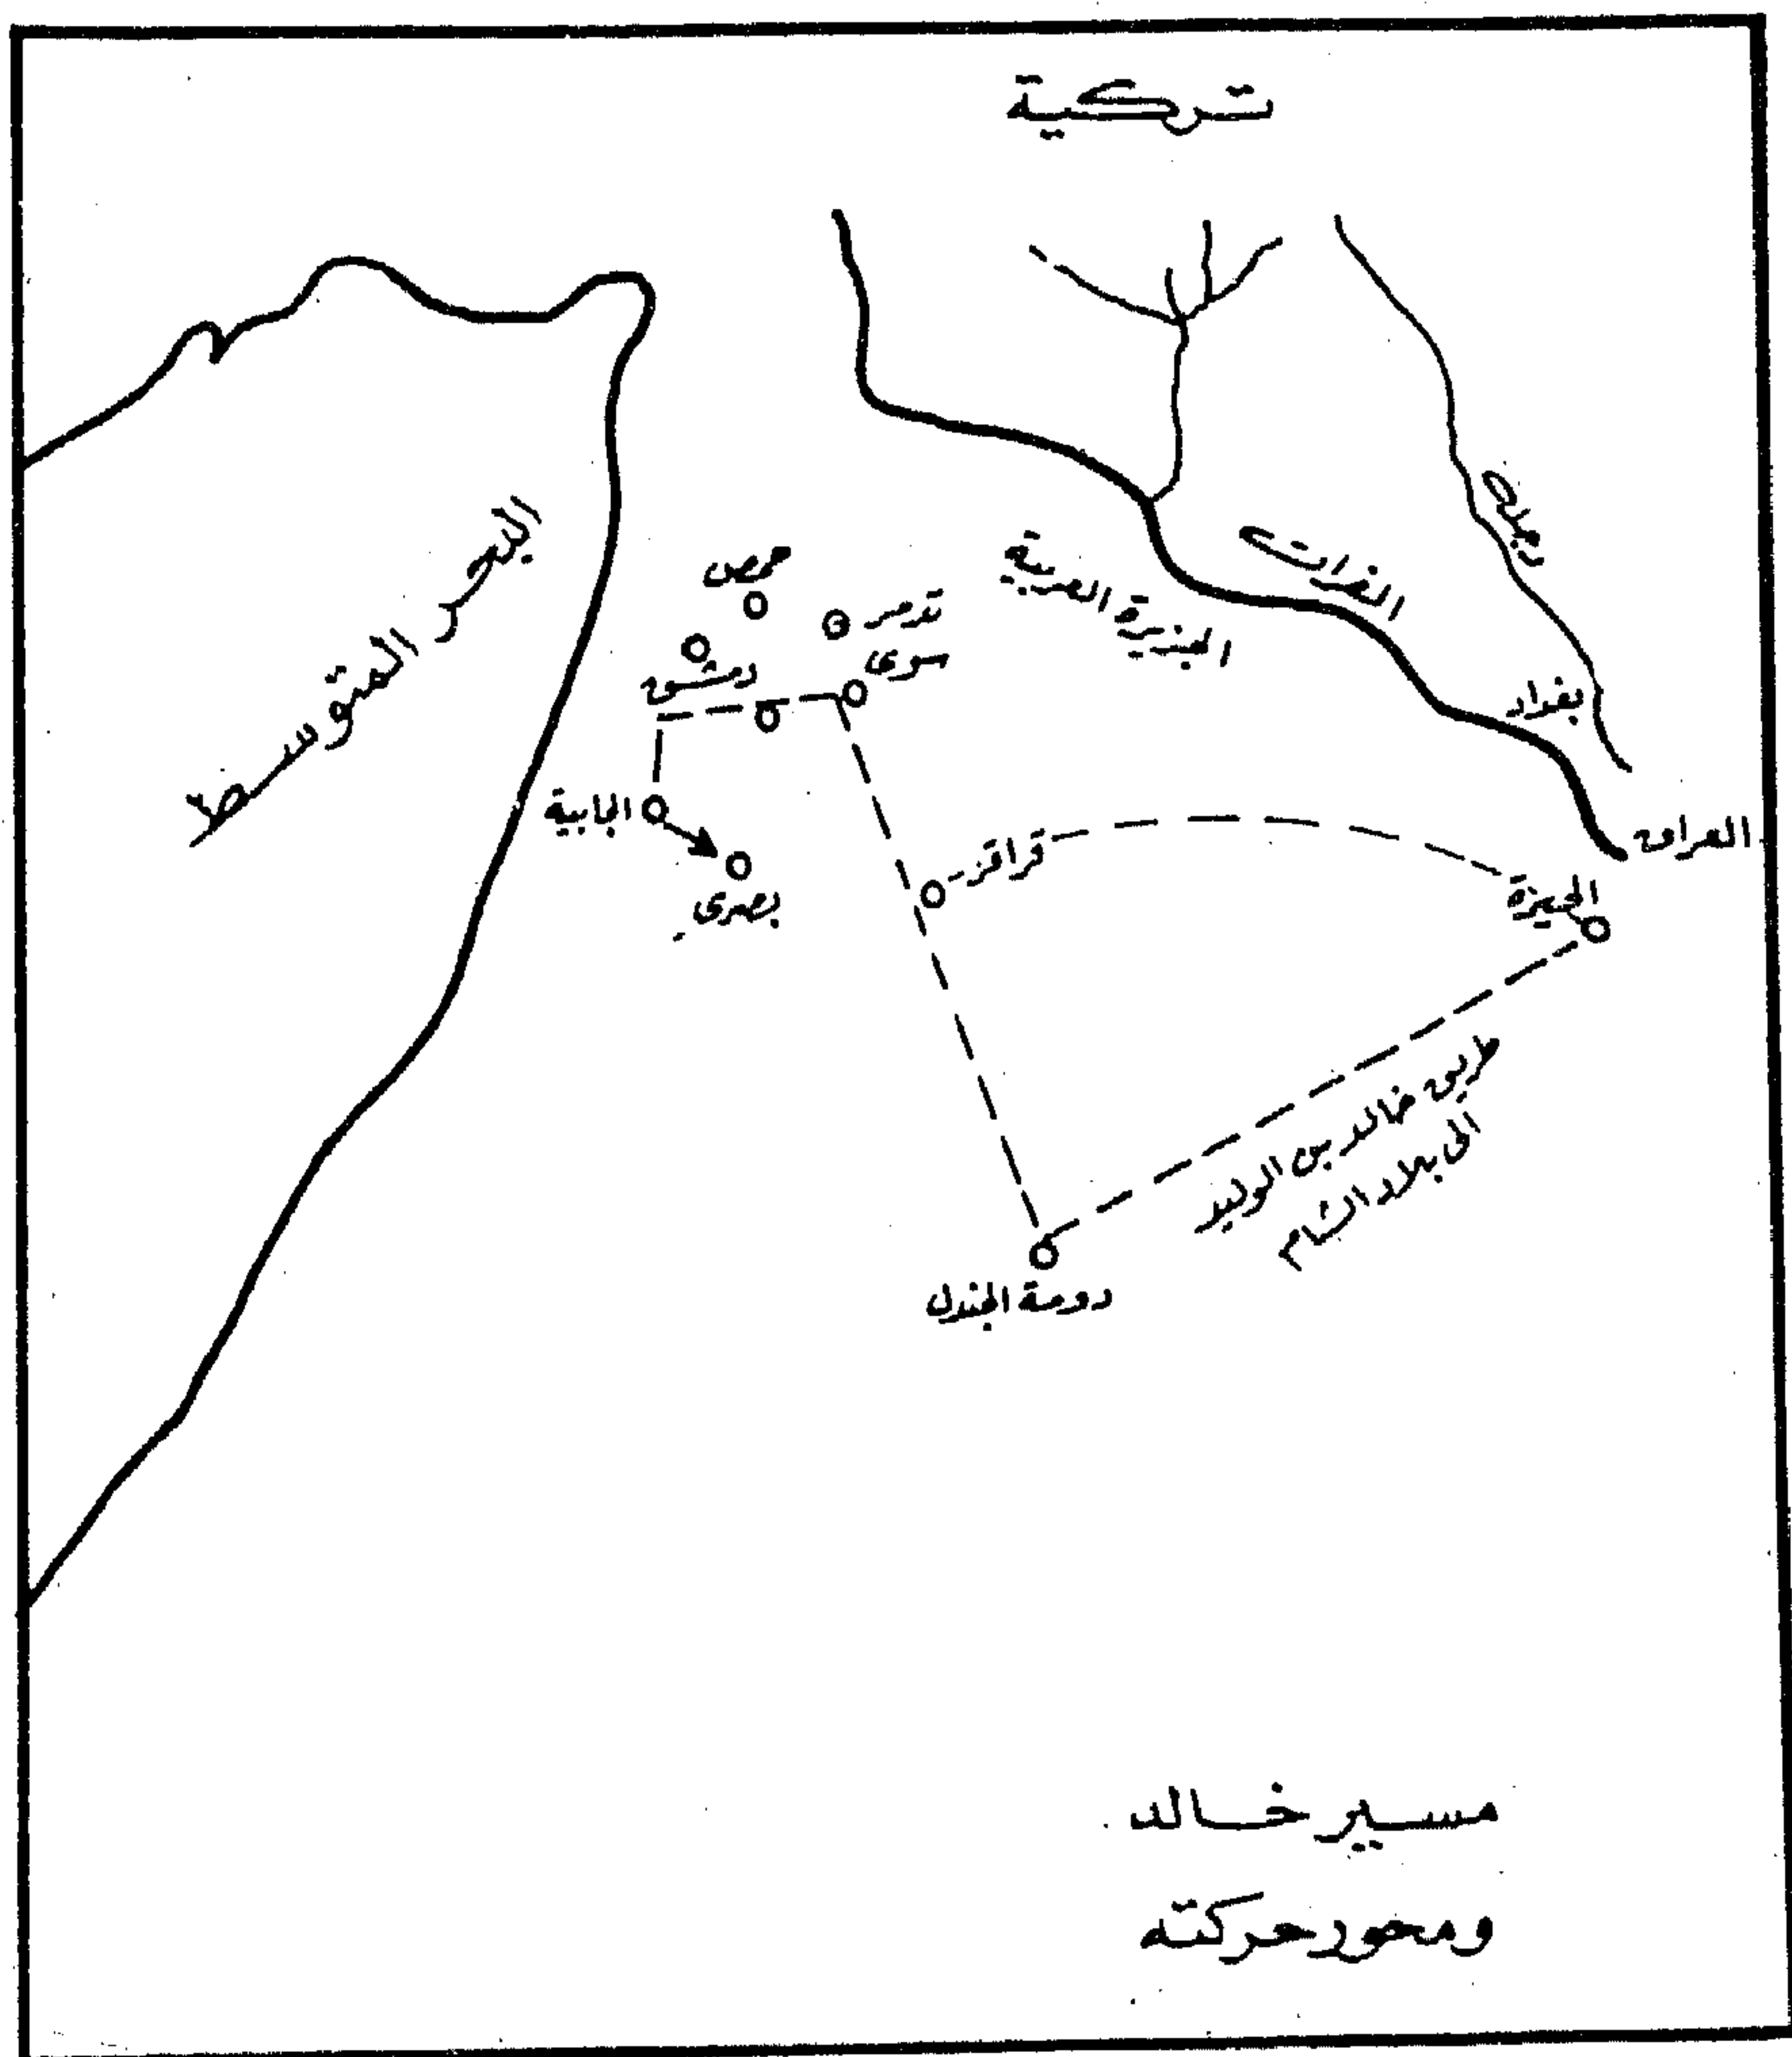 تركية
دجلة
الفرات
الجزيرة العربية
البحر المتوسط
حمص
تدمر
سوى
دمشق
بغداد
العراق
الجابية
قراقر
بصرى
الحيرة
طريق خالد بن الوليد
الى بلاد الشام
دومة الجندل
مسير خالد
ومحور حركته